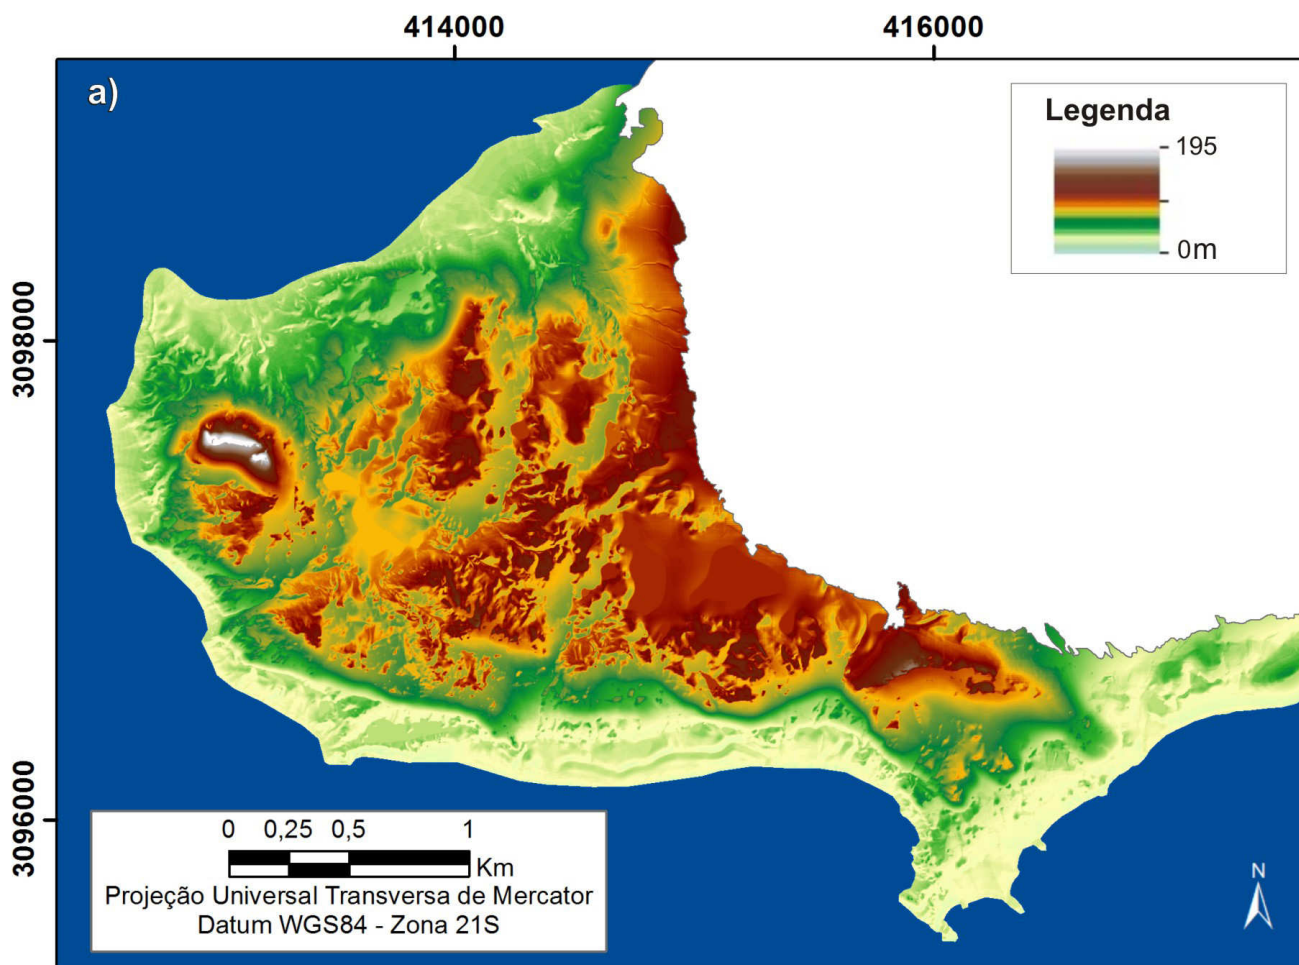 414000
416000
a)
Legenda
195
0m
3098000
3096000
0 0,25 0,5 1
Km
Projeção Universal Transversa de Mercator
Datum WGS84 - Zona 21S
N